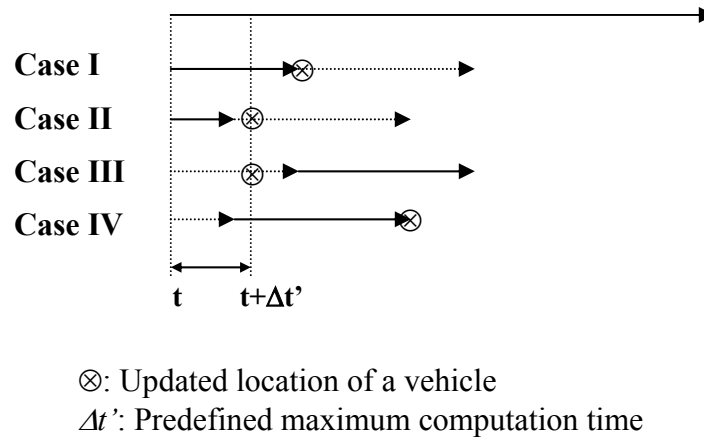 Case I
Case II
Case III
Case IV
t t+Δt’
⊗: Updated location of a vehicle
Δt’: Predefined maximum computation time